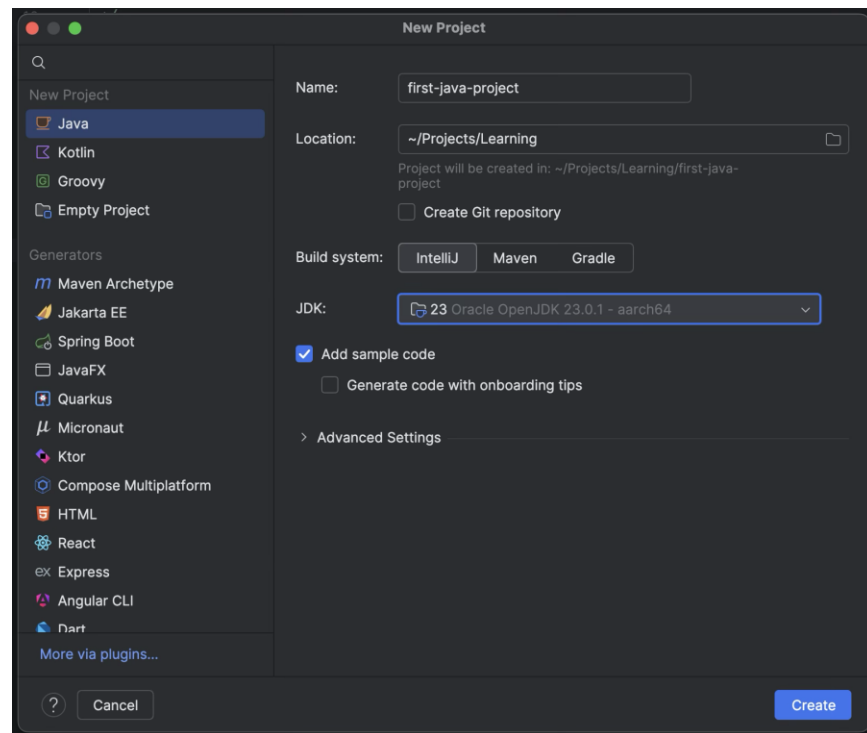 New Project
New Project
Java
Kotlin
Groovy
Empty Project
Generators
Maven Archetype
Jakarta EE
Spring Boot
JavaFX
Quarkus
Micronaut
Ktor
Compose Multiplatform
HTML
React
ex Express
Angular CLI
Dart
More via plugins...
Name: first-java-project
Location: ~/Projects/Learning
Project will be created in: ~/Projects/Learning/first-java-
project
Create Git repository
Build system: IntelliJ Maven Gradle
JDK: 23 Oracle OpenJDK 23.0.1 - aarch64
Add sample code
Generate code with onboarding tips
Advanced Settings
? Cancel Create